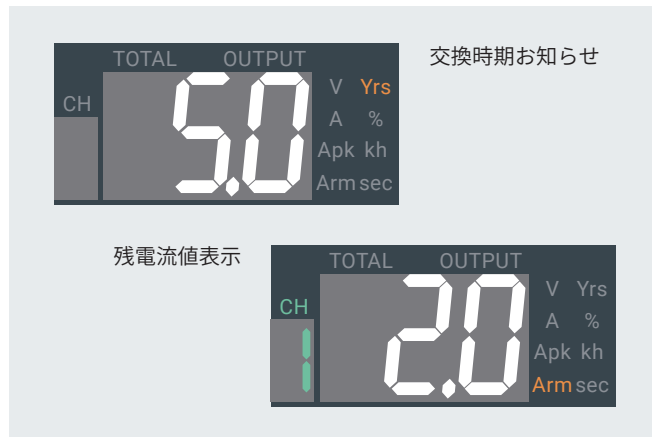 TOTAL OUTPUT
CH
5.0
V Yrs
A %
Apk kh
Arm sec
交換時期お知らせ
残電流値表示
TOTAL OUTPUT
CH
1
2.0
V Yrs
A %
Apk kh
Arm sec